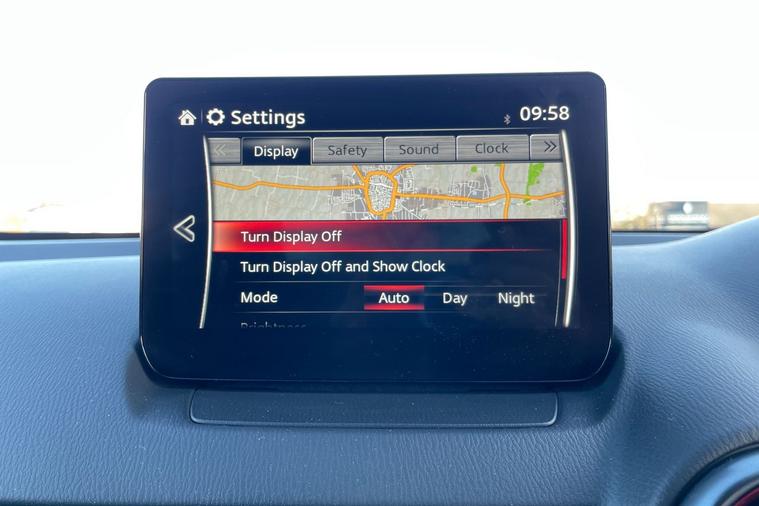 Settings 09:58
Display Safety Sound Clock
Turn Display Off
Turn Display Off and Show Clock
Mode Auto Day Night
Brightness